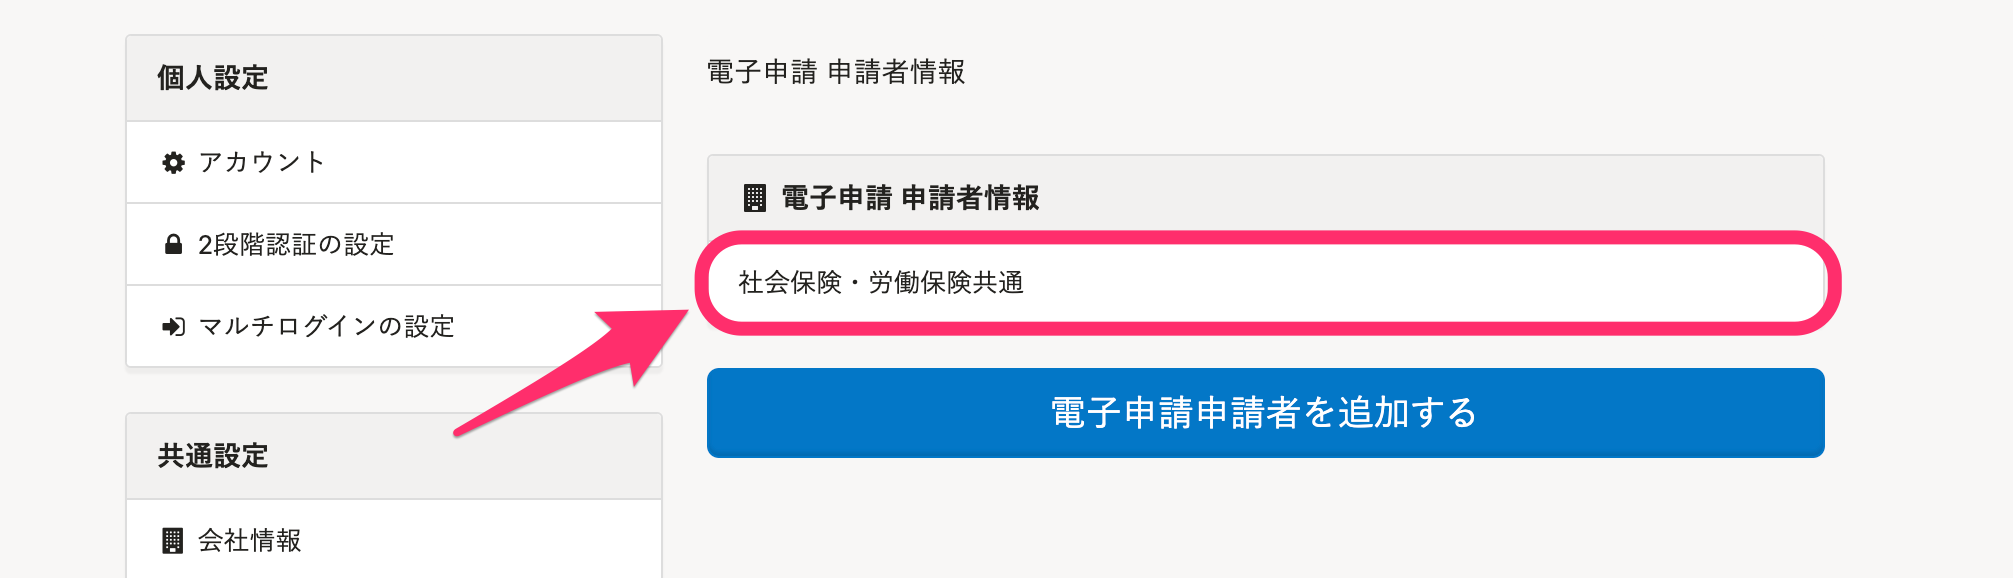 個人設定
アカウント
2段階認証の設定
マルチログインの設定
共通設定
会社情報
電子申請 申請者情報
電子申請 申請者情報
社会保険・労働保険共通
電子申請申請者を追加する